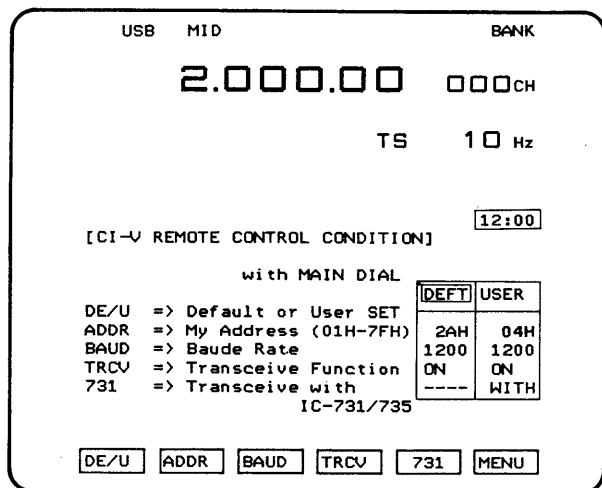 USB MID BANK
2.000.00 000CH
TS 10 Hz
12:00
[CI-V REMOTE CONTROL CONDITION]
with MAIN DIAL
DEFT USER
DE/U => Default or User SET
ADDR => My Address (01H-7FH) 2AH 04H
BAUD => Baude Rate 1200 1200
TRCV => Transceive Function ON ON
731 => Transceive with ---- WITH
IC-731/735
DE/U ADDR BAUD TRCV 731 MENU